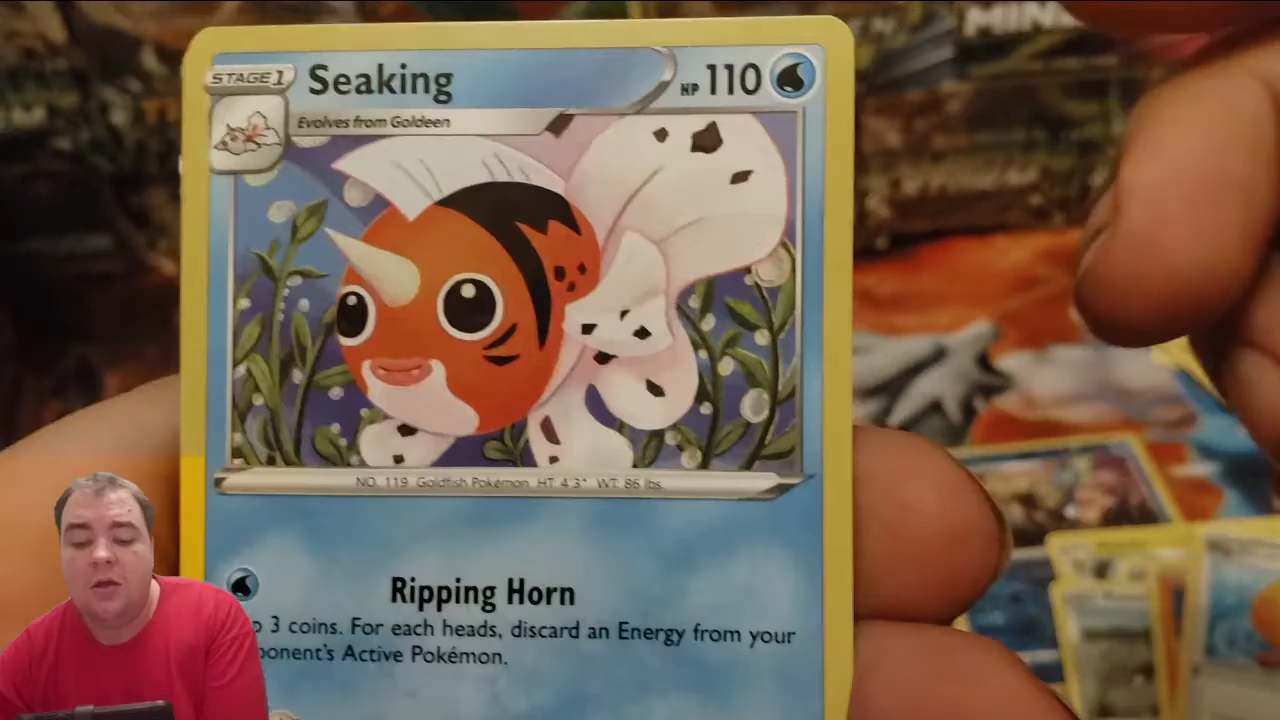 MIN
STAGE 1 Seaking HP 110
Evolves from Goldeen
NO. 119 Goldfish Pokémon HT: 4'3" WT: 86 lbs.
Ripping Horn
3 coins. For each heads, discard an Energy from your
Active Pokémon.